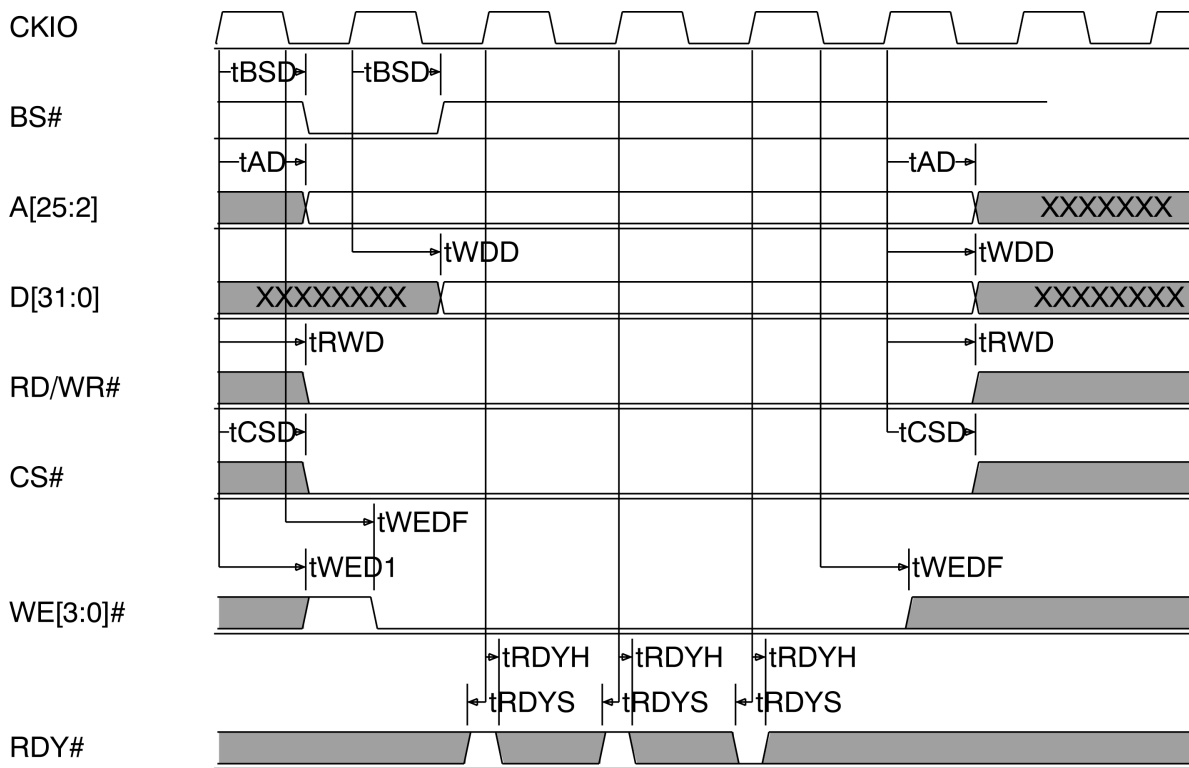 CKIO
tBSD tBSD
BS#
tAD tAD
A[25:2] XXXXXXX
tWDD tWDD
D[31:0] XXXXXXXX XXXXXXXX
tRWD tRWD
RD/WR#
tCSD tCSD
CS#
tWEDF
tWED1 tWEDF
WE[3:0]#
tRDYH tRDYH tRDYH
tRDYS tRDYS tRDYS
RDY#